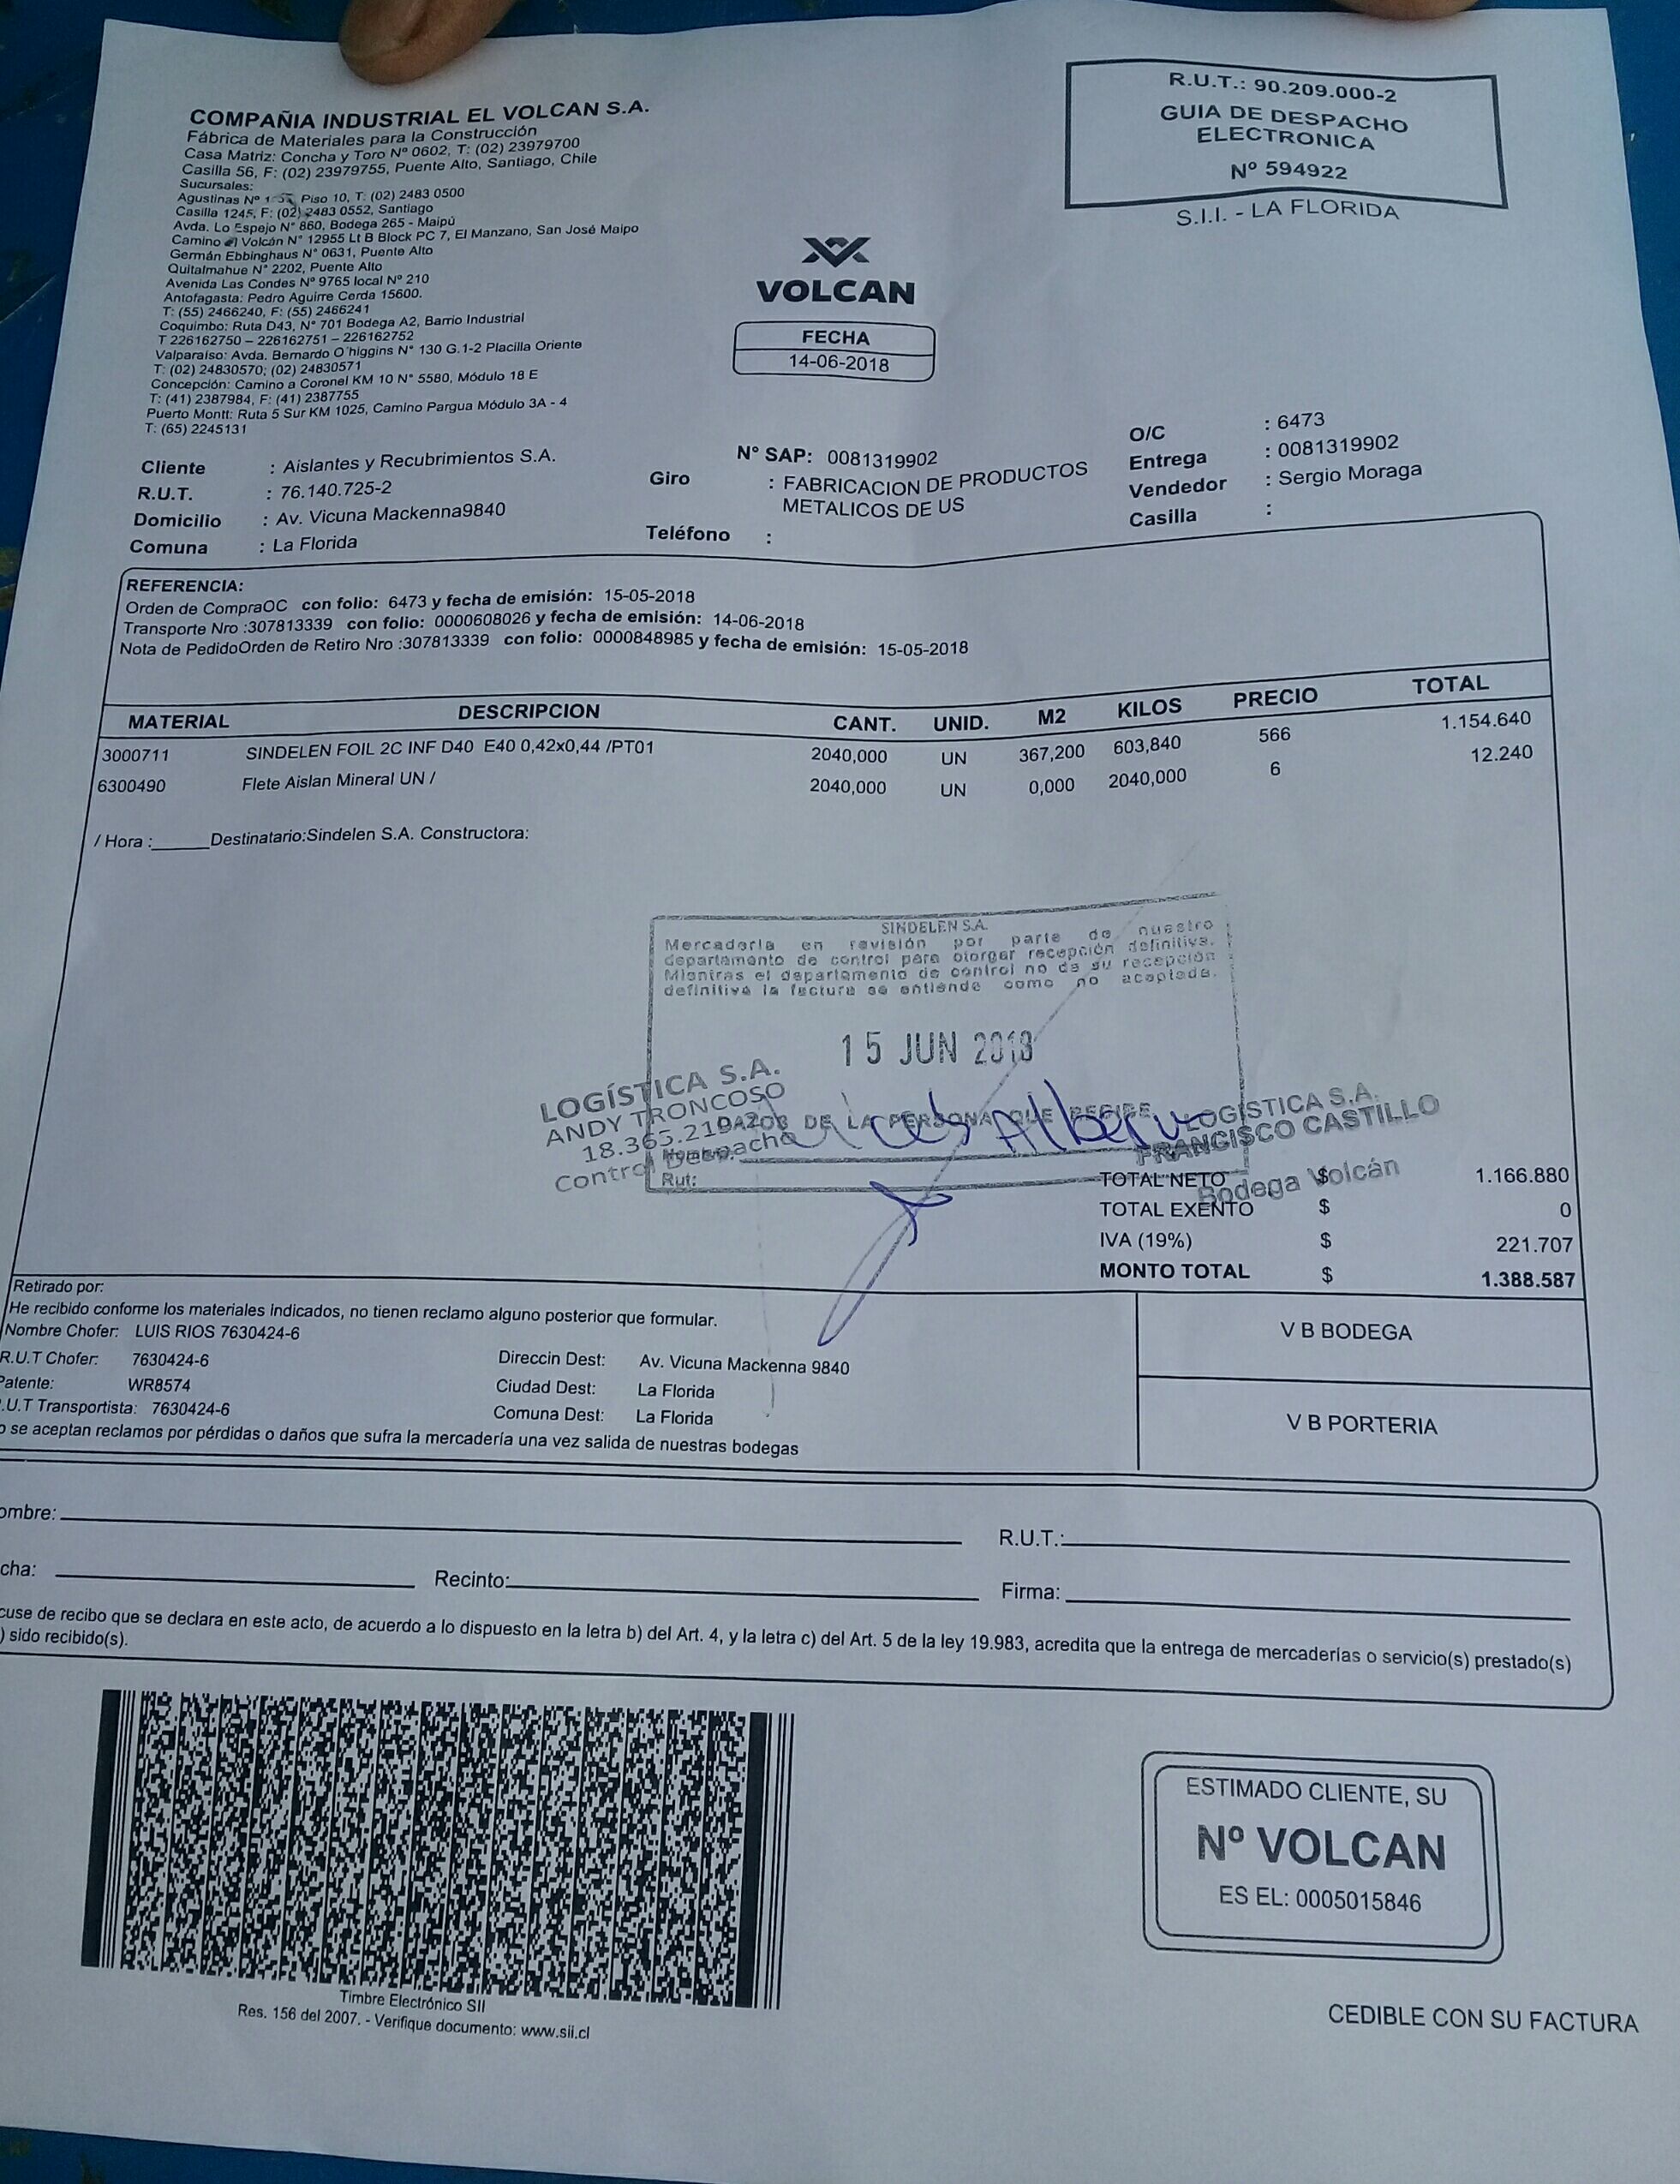 COMPAÑIA INDUSTRIAL EL VOLCAN S.A.
Fábrica de Materiales para la Construcción
Casa Matriz: Concha y Toro Nº 0602, T: (02) 23979700
Casilla 56, F: (02) 23979755, Puente Alto, Santiago, Chile
Sucursales:
Agustinas Nº Piso 10, T: (02) 2483 0500
Casilla 1245, F: (02) 2483 0552, Santiago
Avda. Lo Espejo N° 860, Bodega 265 - Maipú
Camino el Volcán N° 12955 Lt B Block PC 7, El Manzano, San José Maipo
Germán Ebbinghaus N° 0631, Puente Alto
Quitalmahue N° 2202, Puente Alto
Avenida Las Condes Nº 9765 local Nº 210
Antofagasta: Pedro Aguirre Cerda 15600.
T: (55) 2466240, F: (55) 2466241
Coquimbo: Ruta D43, N° 701 Bodega A2, Barrio Industrial
T 226162750 – 226162751 – 226162752
Valparaiso: Avda. Bernardo O'higgins N° 130 G.1-2 Placilla Oriente
T: (02) 24830570; (02) 24830571
Concepción: Camino a Coronel KM 10 N° 5580, Módulo 18 E
T: (41) 2387984, F: (41) 2387755
Puerto Montt: Ruta 5 Sur KM 1025, Camino Pargua Módulo 3A - 4
T: (65) 2245131
R.U.T.: 90.209.000-2
GUIA DE DESPACHO
ELECTRONICA
Nº 594922
S.I.I. - LA FLORIDA
VOLCAN
FECHA
14-06-2018
Cliente : Aislantes y Recubrimientos S.A.
R.U.T. : 76.140.725-2
Domicilio : Av. Vicuna Mackenna9840
Comuna : La Florida
N° SAP: 0081319902
Giro : FABRICACION DE PRODUCTOS
METALICOS DE US
Teléfono :
O/C : 6473
Entrega : 0081319902
Vendedor : Sergio Moraga
Casilla :
REFERENCIA:
Orden de CompraOC con folio: 6473 y fecha de emisión: 15-05-2018
Transporte Nro :307813339 con folio: 0000608026 y fecha de emisión: 14-06-2018
Nota de PedidoOrden de Retiro Nro :307813339 con folio: 0000848985 y fecha de emisión: 15-05-2018
MATERIAL DESCRIPCION CANT. UNID. M2 KILOS PRECIO TOTAL
3000711 SINDELEN FOIL 2C INF D40 E40 0,42x0,44 /PT01 2040,000 UN 367,200 603,840 566 1.154.640
6300490 Flete Aislan Mineral UN / 2040,000 UN 0,000 2040,000 6 12.240
/ Hora :______Destinatario:Sindelen S.A. Constructora:
SINDELEN S.A.
Mercadería en revisión por parte de nuestro
departamento de control para otorgar recepción definitiva.
Mientras el departamento de control no da su recepción
definitiva la factura se entiende como no aceptada.
15 JUN 2018
LOGÍSTICA S.A.
ANDY TRONCOSO
18.365.210-2
Control Despacho
DE LA PERSONA QUE RECIBE
Rut:
LOGÍSTICA S.A.
FRANCISCO CASTILLO
Bodega Volcán
TOTAL NETO $ 1.166.880
TOTAL EXENTO $ 0
IVA (19%) $ 221.707
MONTO TOTAL $ 1.388.587
Retirado por:
He recibido conforme los materiales indicados, no tienen reclamo alguno posterior que formular.
Nombre Chofer: LUIS RIOS 7630424-6
R.U.T Chofer: 7630424-6 Direccin Dest: Av. Vicuna Mackenna 9840
Patente: WR8574 Ciudad Dest: La Florida
.U.T Transportista: 7630424-6 Comuna Dest: La Florida
o se aceptan reclamos por pérdidas o daños que sufra la mercadería una vez salida de nuestras bodegas
V B BODEGA
V B PORTERIA
ombre: R.U.T.:
cha: Recinto: Firma:
cuse de recibo que se declara en este acto, de acuerdo a lo dispuesto en la letra b) del Art. 4, y la letra c) del Art. 5 de la ley 19.983, acredita que la entrega de mercaderías o servicio(s) prestado(s)
) sido recibido(s).
Timbre Electrónico SII
Res. 156 del 2007. - Verifique documento: www.sii.cl
ESTIMADO CLIENTE, SU
Nº VOLCAN
ES EL: 0005015846
CEDIBLE CON SU FACTURA